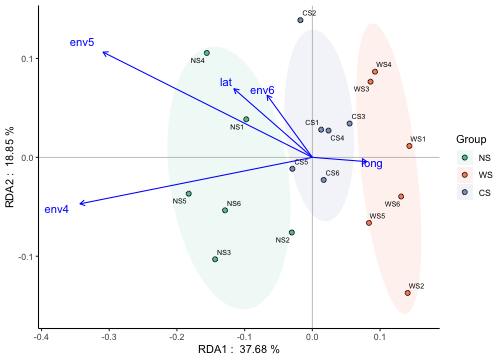 CS2
env5
NS4
WS4
WS3
lat
env6
NS1
CS1
CS3
CS4
WS1
long
CS5
CS6
NS5
NS6
env4
WS6
WS5
NS2
NS3
WS2
0.1
0.0
-0.1
-0.4
-0.3
-0.2
-0.1
0.0
0.1
RDA1 : 37.68 %
RDA2 : 18.85 %
Group
NS
WS
CS